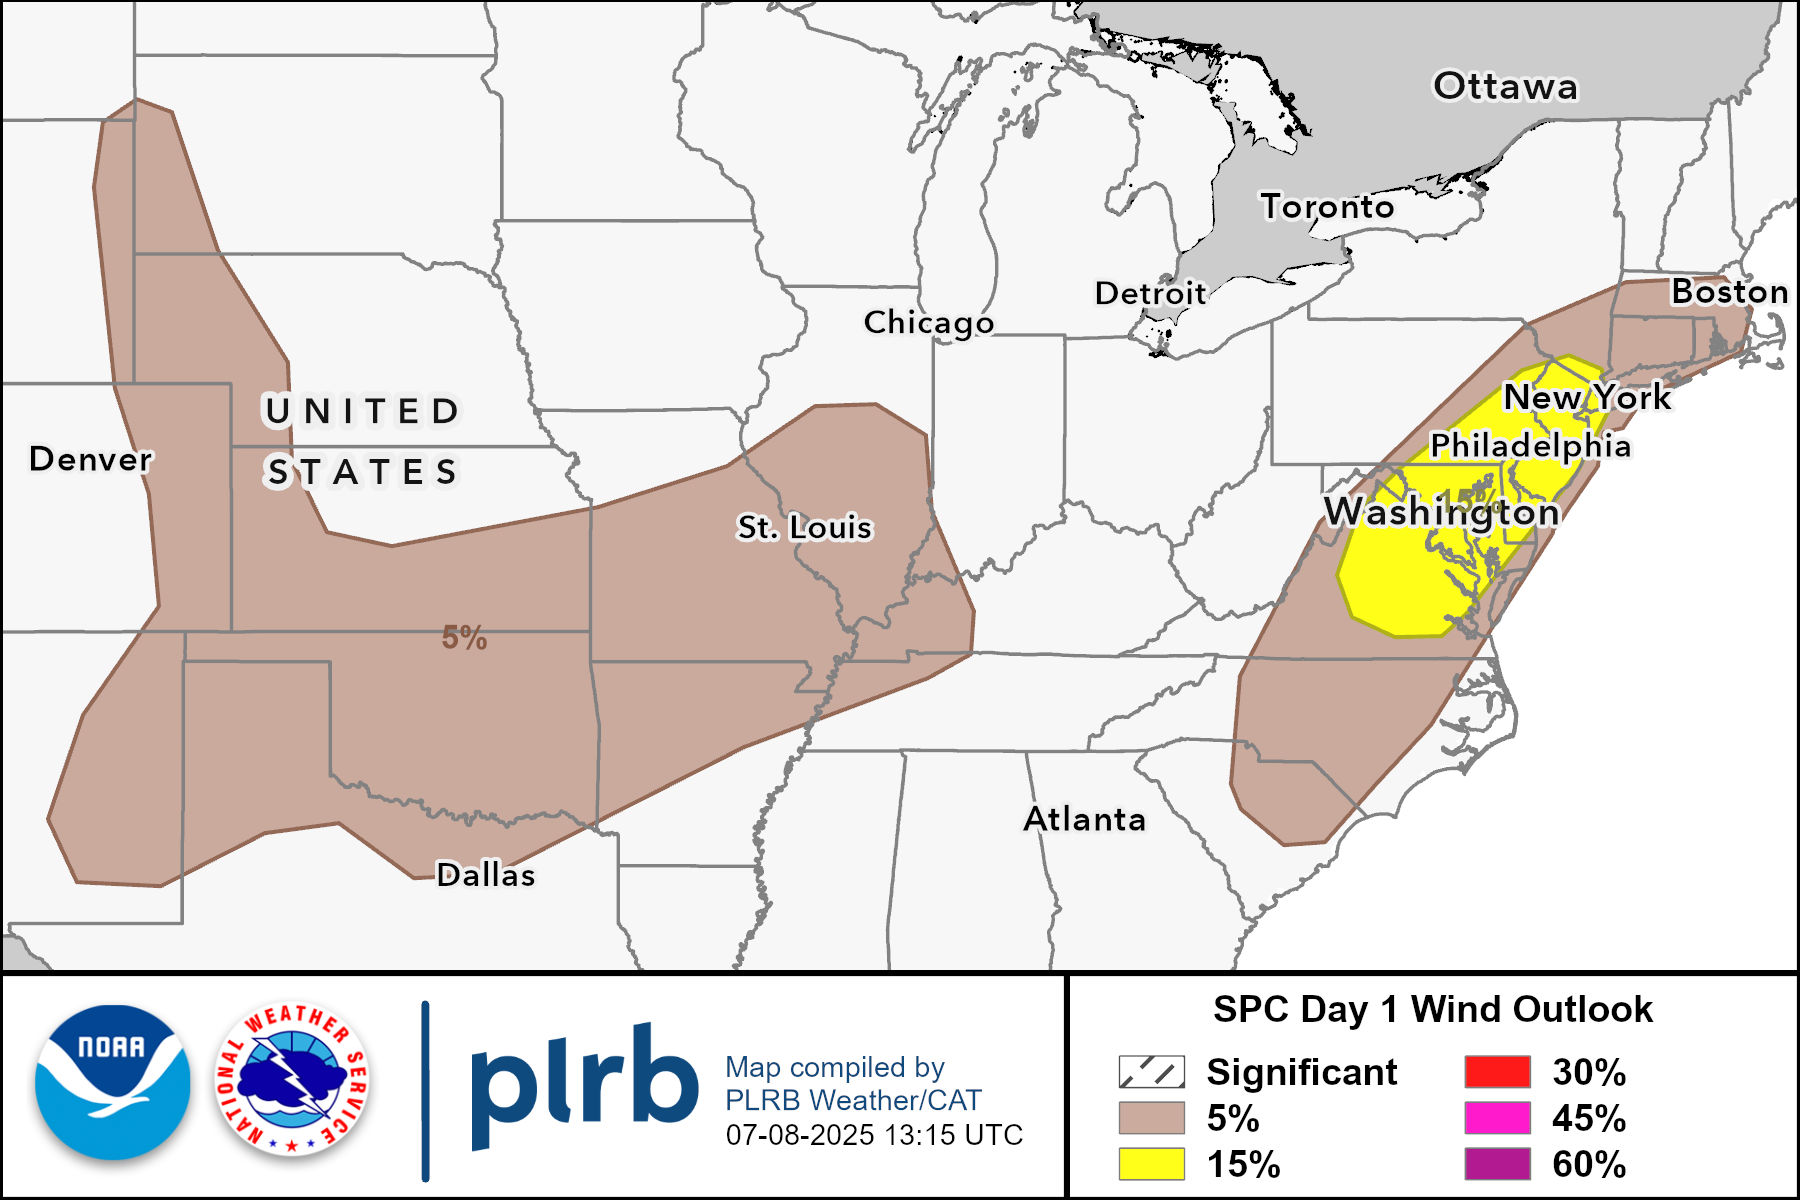 Ottawa
Toronto
Detroit
Boston
Chicago
New York
UNITED
Philadelphia
Denver
STATES
15%
Washington
St. Louis
5%
Atlanta
Dallas
NOAA
NATIONAL WEATHER SERVICE
plrb
Map compiled by
PLRB Weather/CAT
07-08-2025 13:15 UTC
SPC Day 1 Wind Outlook
Significant
5%
15%
30%
45%
60%